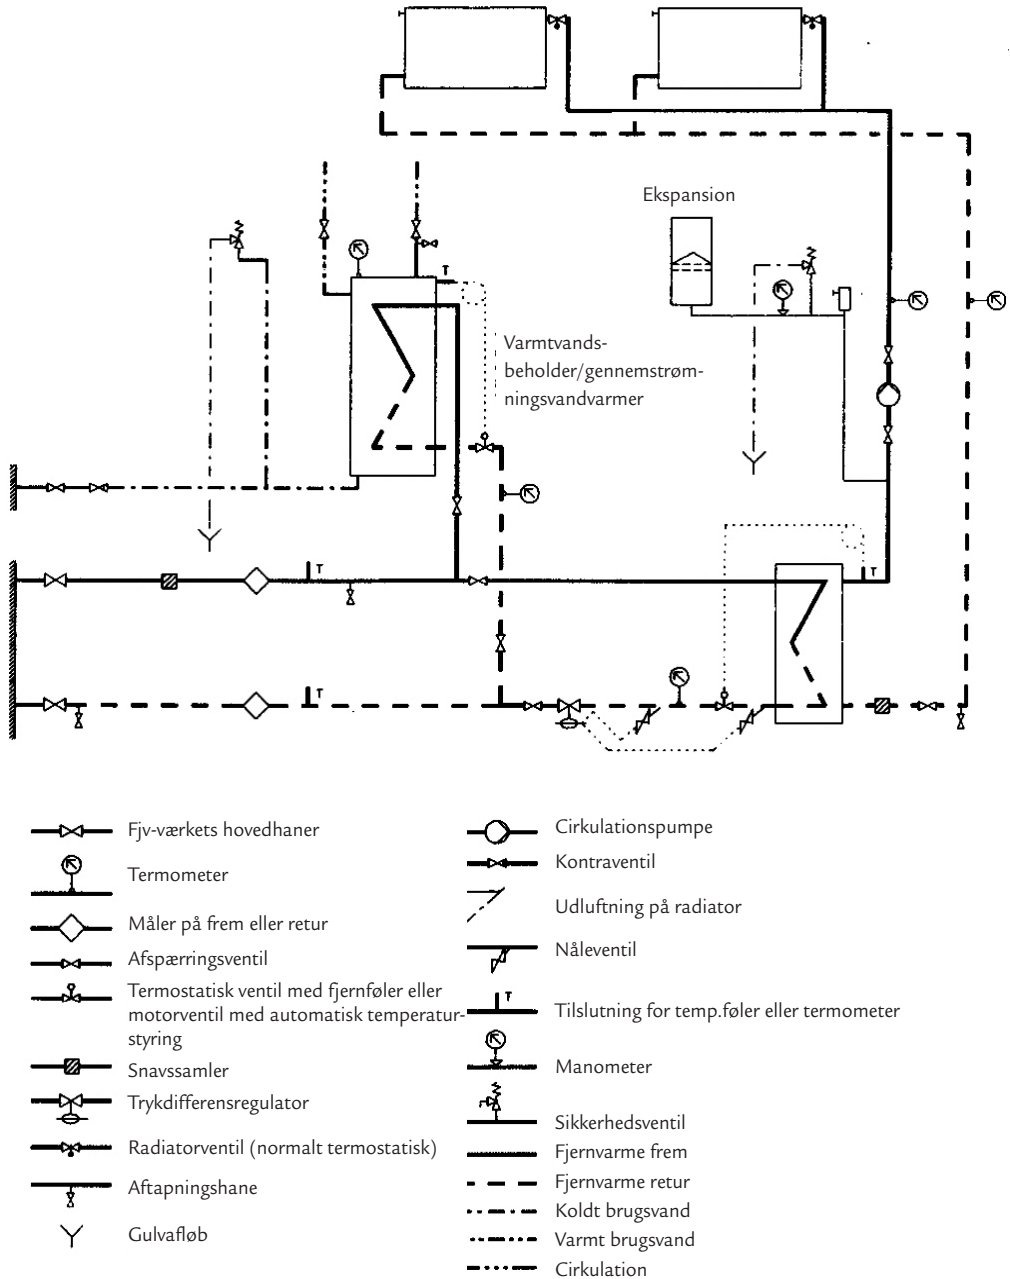 Ekspansion
Varmtvands-
beholder/gennemstrøm-
ningsvandvarmer
T
T
T
T
Fjv-værkets hovedhaner
Termometer
Måler på frem eller retur
Afspærringsventil
Termostatisk ventil med fjernføler eller
motorventil med automatisk temperatur-
styring
Snavssamler
Trykdifferensregulator
Radiatorventil (normalt termostatisk)
Aftapningshane
Gulvafløb
Cirkulationspumpe
Kontraventil
Udluftning på radiator
Nåleventil
T
Tilslutning for temp.føler eller termometer
Manometer
Sikkerhedsventil
Fjernvarme frem
Fjernvarme retur
Koldt brugsvand
Varmt brugsvand
Cirkulation